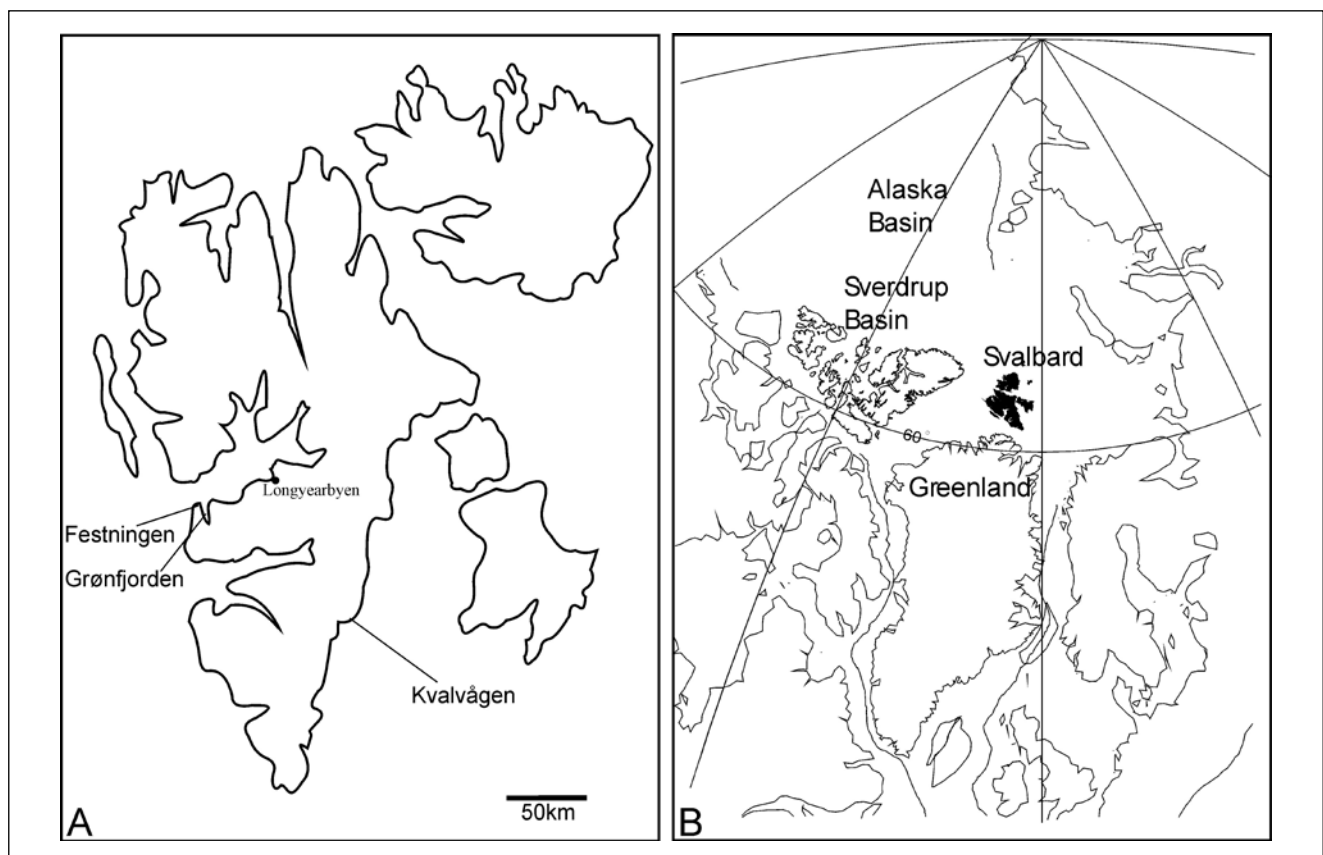 Longyearbyen
Festningen
Grønfjorden
Kvalvågen
50km
A
Alaska
Basin
Sverdrup
Basin
Svalbard
60°
Greenland
B